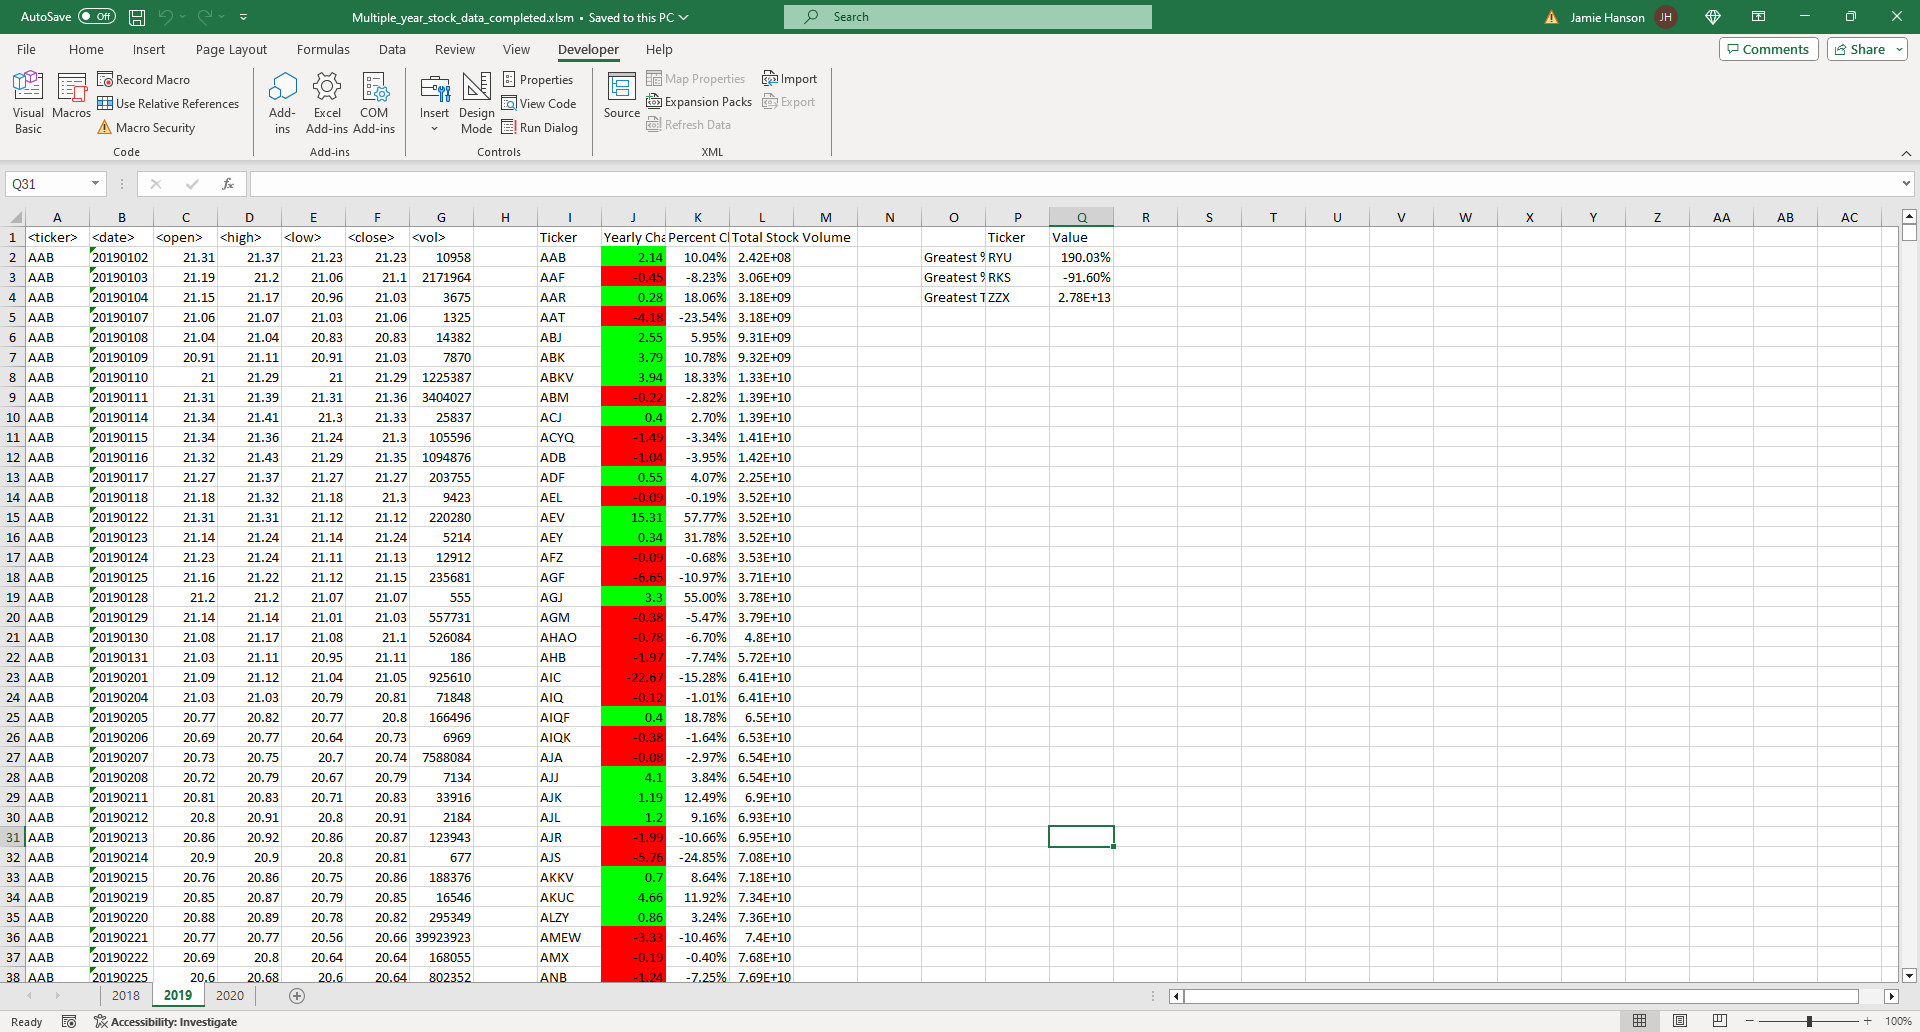 AutoSave Off Multiple_year_stock_data_completed.xlsm • Saved to this PC Search Jamie Hanson JH
File Home Insert Page Layout Formulas Data Review View Developer Help Comments Share
Visual Basic Macros Record Macro Use Relative References Macro Security Code
Add-ins Excel Add-ins COM Add-ins Add-ins
Insert Design Mode Properties View Code Run Dialog Controls
Source Map Properties Expansion Packs Refresh Data Import Export XML
Q31 fx
A B C D E F G H I J K L M N O P Q R S T U V W X Y Z AA AB AC
1 <ticker> <date> <open> <high> <low> <close> <vol> Ticker Yearly Cha Percent Cl Total Stock Volume Ticker Value
2 AAB 20190102 21.31 21.37 21.23 21.23 10958 AAB 2.14 10.04% 2.42E+08 Greatest % RYU 190.03%
3 AAB 20190103 21.19 21.2 21.06 21.1 2171964 AAF -0.45 -8.23% 3.06E+09 Greatest % RKS -91.60%
4 AAB 20190104 21.15 21.17 20.96 21.03 3675 AAR 0.28 18.06% 3.18E+09 Greatest T ZZX 2.78E+13
5 AAB 20190107 21.06 21.07 21.03 21.06 1325 AAT -4.18 -23.54% 3.18E+09
6 AAB 20190108 21.04 21.04 20.83 20.83 14382 ABJ 2.55 5.95% 9.31E+09
7 AAB 20190109 20.91 21.11 20.91 21.03 7870 ABK 3.79 10.78% 9.32E+09
8 AAB 20190110 21 21.29 21 21.29 1225387 ABKV 3.94 18.33% 1.33E+10
9 AAB 20190111 21.31 21.39 21.31 21.36 3404027 ABM -0.22 -2.82% 1.39E+10
10 AAB 20190114 21.34 21.41 21.3 21.33 25837 ACJ 0.4 2.70% 1.39E+10
11 AAB 20190115 21.34 21.36 21.24 21.3 105596 ACYQ -1.49 -3.34% 1.41E+10
12 AAB 20190116 21.32 21.43 21.29 21.35 1094876 ADB -1.04 -3.95% 1.42E+10
13 AAB 20190117 21.27 21.37 21.27 21.27 203755 ADF 0.55 4.07% 2.25E+10
14 AAB 20190118 21.18 21.32 21.18 21.3 9423 AEL -0.09 -0.19% 3.52E+10
15 AAB 20190122 21.31 21.31 21.12 21.12 220280 AEV 15.31 57.77% 3.52E+10
16 AAB 20190123 21.14 21.24 21.14 21.24 5214 AEY 0.34 31.78% 3.52E+10
17 AAB 20190124 21.23 21.24 21.11 21.13 12912 AFZ -0.09 -0.68% 3.53E+10
18 AAB 20190125 21.16 21.22 21.12 21.15 235681 AGF -6.65 -10.97% 3.71E+10
19 AAB 20190128 21.2 21.2 21.07 21.07 555 AGJ 3.3 55.00% 3.78E+10
20 AAB 20190129 21.14 21.14 21.01 21.03 557731 AGM -0.38 -5.47% 3.79E+10
21 AAB 20190130 21.08 21.17 21.08 21.1 526084 AHAO -0.78 -6.70% 4.8E+10
22 AAB 20190131 21.03 21.11 20.95 21.11 186 AHB -1.97 -7.74% 5.72E+10
23 AAB 20190201 21.09 21.12 21.04 21.05 925610 AIC -22.67 -15.28% 6.41E+10
24 AAB 20190204 21.03 21.03 20.79 20.81 71848 AIQ -0.12 -1.01% 6.41E+10
25 AAB 20190205 20.77 20.82 20.77 20.8 166496 AIQF 0.4 18.78% 6.5E+10
26 AAB 20190206 20.69 20.77 20.64 20.73 6969 AIQK -0.38 -1.64% 6.53E+10
27 AAB 20190207 20.73 20.75 20.7 20.74 7588084 AJA -0.08 -2.97% 6.54E+10
28 AAB 20190208 20.72 20.79 20.67 20.79 7134 AJJ 4.1 3.84% 6.54E+10
29 AAB 20190211 20.81 20.83 20.71 20.83 33916 AJK 1.19 12.49% 6.9E+10
30 AAB 20190212 20.8 20.91 20.8 20.91 2184 AJL 1.2 9.16% 6.93E+10
31 AAB 20190213 20.86 20.92 20.86 20.87 123943 AJR -1.99 -10.66% 6.95E+10
32 AAB 20190214 20.9 20.9 20.8 20.81 677 AJS -5.76 -24.85% 7.08E+10
33 AAB 20190215 20.76 20.86 20.75 20.86 188376 AKKV 0.7 8.64% 7.18E+10
34 AAB 20190219 20.85 20.87 20.79 20.85 16546 AKUC 4.66 11.92% 7.34E+10
35 AAB 20190220 20.88 20.89 20.78 20.82 295349 ALZY 0.86 3.24% 7.36E+10
36 AAB 20190221 20.77 20.77 20.56 20.66 39923923 AMEW -3.33 -10.46% 7.4E+10
37 AAB 20190222 20.69 20.8 20.64 20.64 168055 AMX -0.19 -0.40% 7.68E+10
38 AAB 20190225 20.6 20.68 20.6 20.64 802352 ANB -1.24 -7.25% 7.69E+10
2018 2019 2020
Ready Accessibility: Investigate 100%